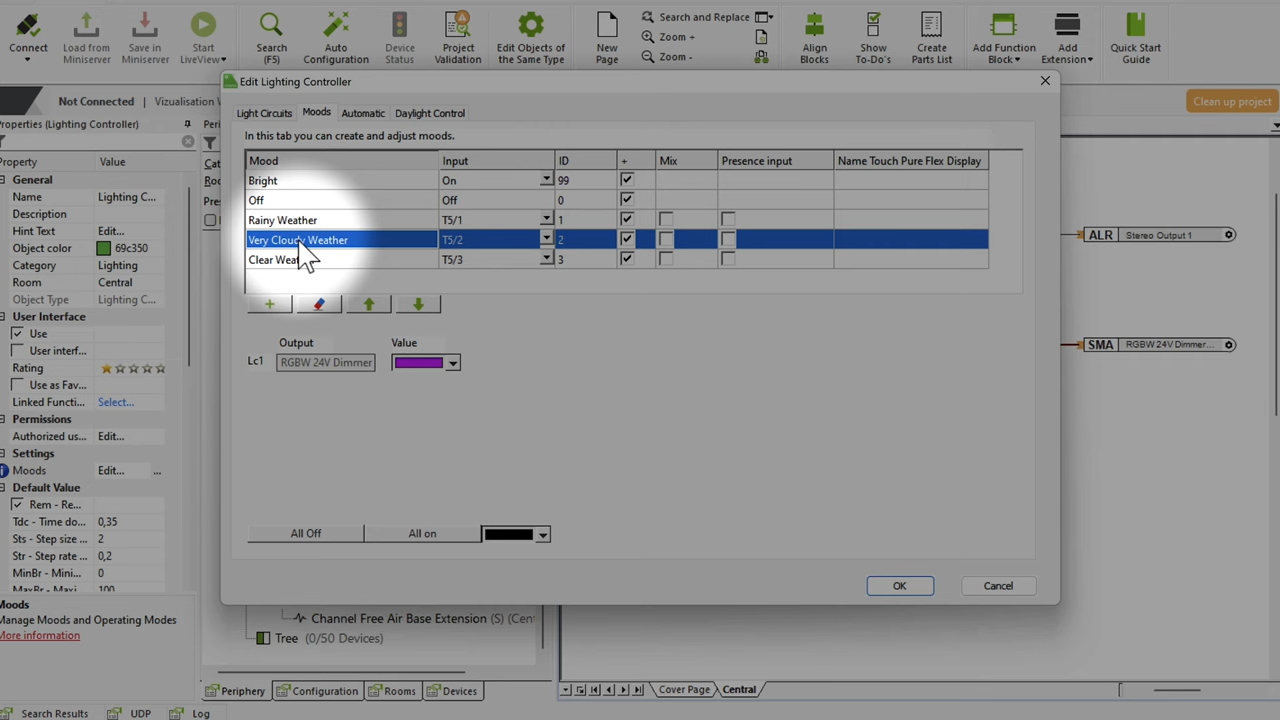 Connect
Load from Miniserver
Save in Miniserver
Start LiveView
Search (F5)
Auto Configuration
Device Status
Project Validation
Edit Objects of the Same Type
New Page
Search and Replace
Zoom +
Zoom -
Align Blocks
Show To-Do's
Create Parts List
Add Function Block
Add Extension
Quick Start Guide
Not Connected
Vizualisation
Clean up project
Edit Lighting Controller
Properties (Lighting Controller)
Peri
Light Circuits Moods Automatic Daylight Control
In this tab you can create and adjust moods.
Mood Input ID + Mix Presence input Name Touch Pure Flex Display
Bright On 99
Off Off 0
Rainy Weather T5/1 1
Very Cloudy Weather T5/2 2
Clear Weat T5/3 3
Output Value
Lc1 RGBW 24V Dimmer
All Off All on
OK Cancel
Property Value
General
Name Lighting C...
Description
Hint Text Edit...
Object color 69c350
Category Lighting
Room Central
Object Type Lighting C...
User Interface
Use
User interf...
Rating
Use as Fav...
Linked Functi... Select...
Permissions
Authorized us... Edit...
Settings
Moods Edit... ...
Default Value
Rem - Re...
Tdc - Time do... 0,35
Sts - Step size ... 2
Str - Step rate ... 0,2
MinBr - Mini... 0
MaxBr - Maxi... 100
Moods
Manage Moods and Operating Modes
More information
Cat
Roo
Pres
ALR Stereo Output 1
SMA RGBW 24V Dimmer...
Channel Free Air Base Extension (S) (Cen
Tree (0/50 Devices)
Periphery Configuration Rooms Devices
Cover Page Central
Search Results UDP Log